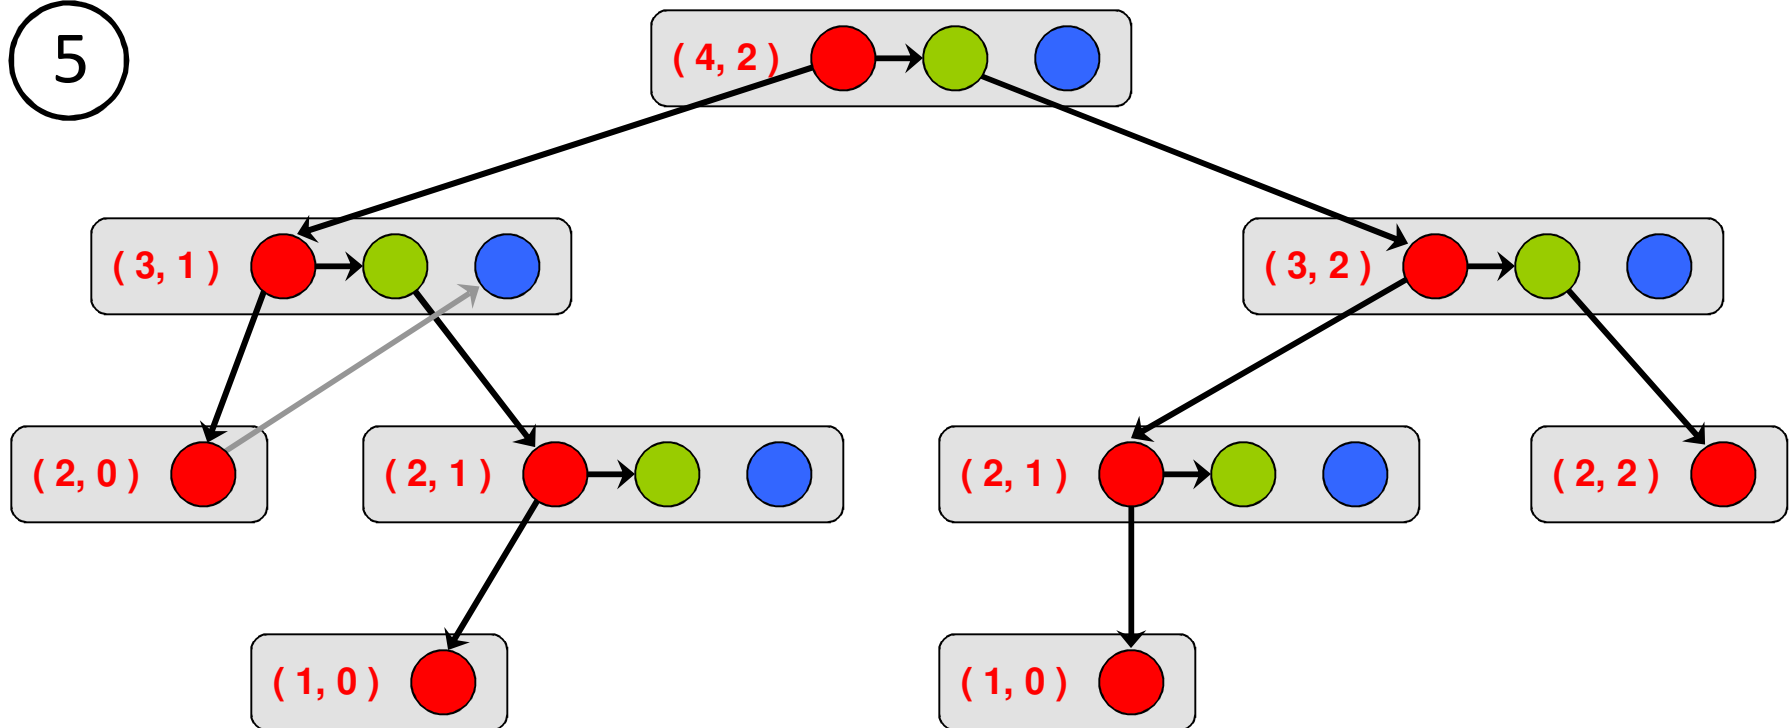 5
( 4, 2 )
( 3, 1 )
( 3, 2 )
( 2, 0 )
( 2, 1 )
( 2, 1 )
( 2, 2 )
( 1, 0 )
( 1, 0 )